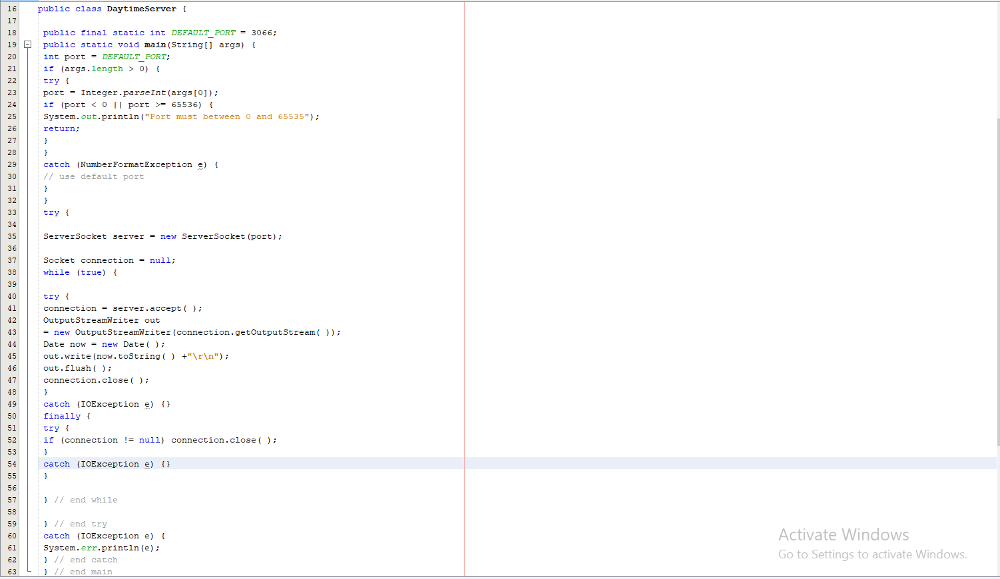 16 public class DaytimeServer {
17
18 public final static int DEFAULT_PORT = 3066;
19 public static void main(String[] args) {
20 int port = DEFAULT_PORT;
21 if (args.length > 0) {
22 try {
23 port = Integer.parseInt(args[0]);
24 if (port < 0 || port >= 65536) {
25 System.out.println("Port must between 0 and 65535");
26 return;
27 }
28 }
29 catch (NumberFormatException e) {
30 // use default port
31 }
32 }
33 try {
34
35 ServerSocket server = new ServerSocket(port);
36
37 Socket connection = null;
38 while (true) {
39
40 try {
41 connection = server.accept( );
42 OutputStreamWriter out
43 = new OutputStreamWriter(connection.getOutputStream( ));
44 Date now = new Date( );
45 out.write(now.toString( ) +"\r\n");
46 out.flush( );
47 connection.close( );
48 }
49 catch (IOException e) {}
50 finally {
51 try {
52 if (connection != null) connection.close( );
53 }
54 catch (IOException e) {}
55 }
56
57 } // end while
58
59 } // end try
60 catch (IOException e) {
61 System.err.println(e);
62 } // end catch
63 } // end main
Activate Windows
Go to Settings to activate Windows.